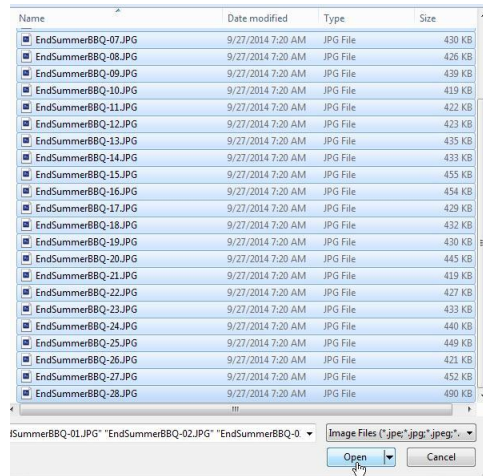 Name Date modified Type Size
EndSummerBBQ-07.JPG 9/27/2014 7:20 AM JPG File 430 KB
EndSummerBBQ-08.JPG 9/27/2014 7:20 AM JPG File 426 KB
EndSummerBBQ-09.JPG 9/27/2014 7:20 AM JPG File 439 KB
EndSummerBBQ-10.JPG 9/27/2014 7:20 AM JPG File 419 KB
EndSummerBBQ-11.JPG 9/27/2014 7:20 AM JPG File 422 KB
EndSummerBBQ-12.JPG 9/27/2014 7:20 AM JPG File 423 KB
EndSummerBBQ-13.JPG 9/27/2014 7:20 AM JPG File 435 KB
EndSummerBBQ-14.JPG 9/27/2014 7:20 AM JPG File 433 KB
EndSummerBBQ-15.JPG 9/27/2014 7:20 AM JPG File 455 KB
EndSummerBBQ-16.JPG 9/27/2014 7:20 AM JPG File 454 KB
EndSummerBBQ-17.JPG 9/27/2014 7:20 AM JPG File 429 KB
EndSummerBBQ-18.JPG 9/27/2014 7:20 AM JPG File 432 KB
EndSummerBBQ-19.JPG 9/27/2014 7:20 AM JPG File 430 KB
EndSummerBBQ-20.JPG 9/27/2014 7:20 AM JPG File 445 KB
EndSummerBBQ-21.JPG 9/27/2014 7:20 AM JPG File 419 KB
EndSummerBBQ-22.JPG 9/27/2014 7:20 AM JPG File 427 KB
EndSummerBBQ-23.JPG 9/27/2014 7:20 AM JPG File 433 KB
EndSummerBBQ-24.JPG 9/27/2014 7:20 AM JPG File 440 KB
EndSummerBBQ-25.JPG 9/27/2014 7:20 AM JPG File 449 KB
EndSummerBBQ-26.JPG 9/27/2014 7:20 AM JPG File 421 KB
EndSummerBBQ-27.JPG 9/27/2014 7:20 AM JPG File 452 KB
EndSummerBBQ-28.JPG 9/27/2014 7:20 AM JPG File 490 KB
dSummerBBQ-01.JPG" "EndSummerBBQ-02.JPG" "EndSummerBBQ-0 Image Files (*.jpe;*.jpg;*.jpeg;*.
Open Cancel